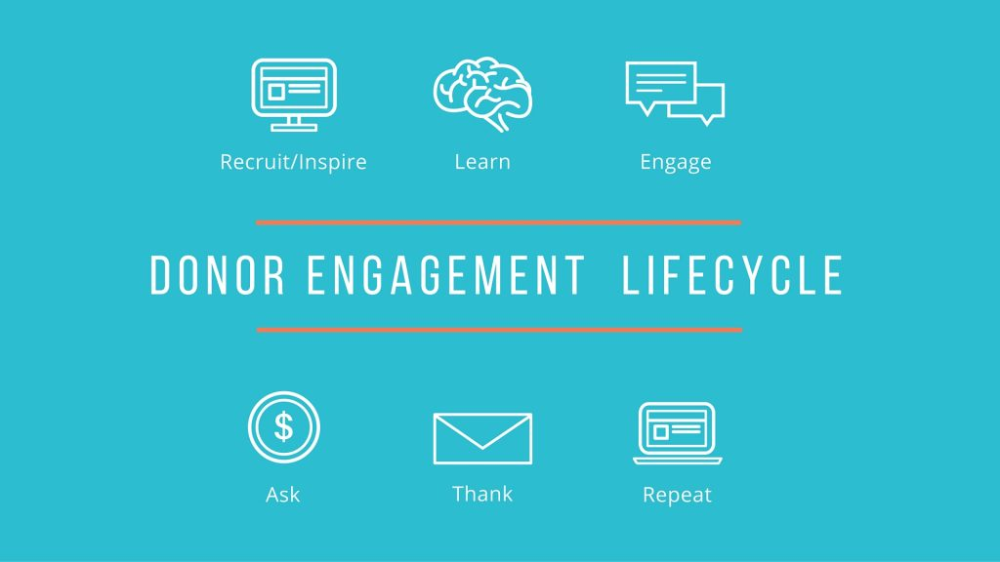 Recruit/Inspire Learn Engage
DONOR ENGAGEMENT LIFECYCLE
$
Ask Thank Repeat